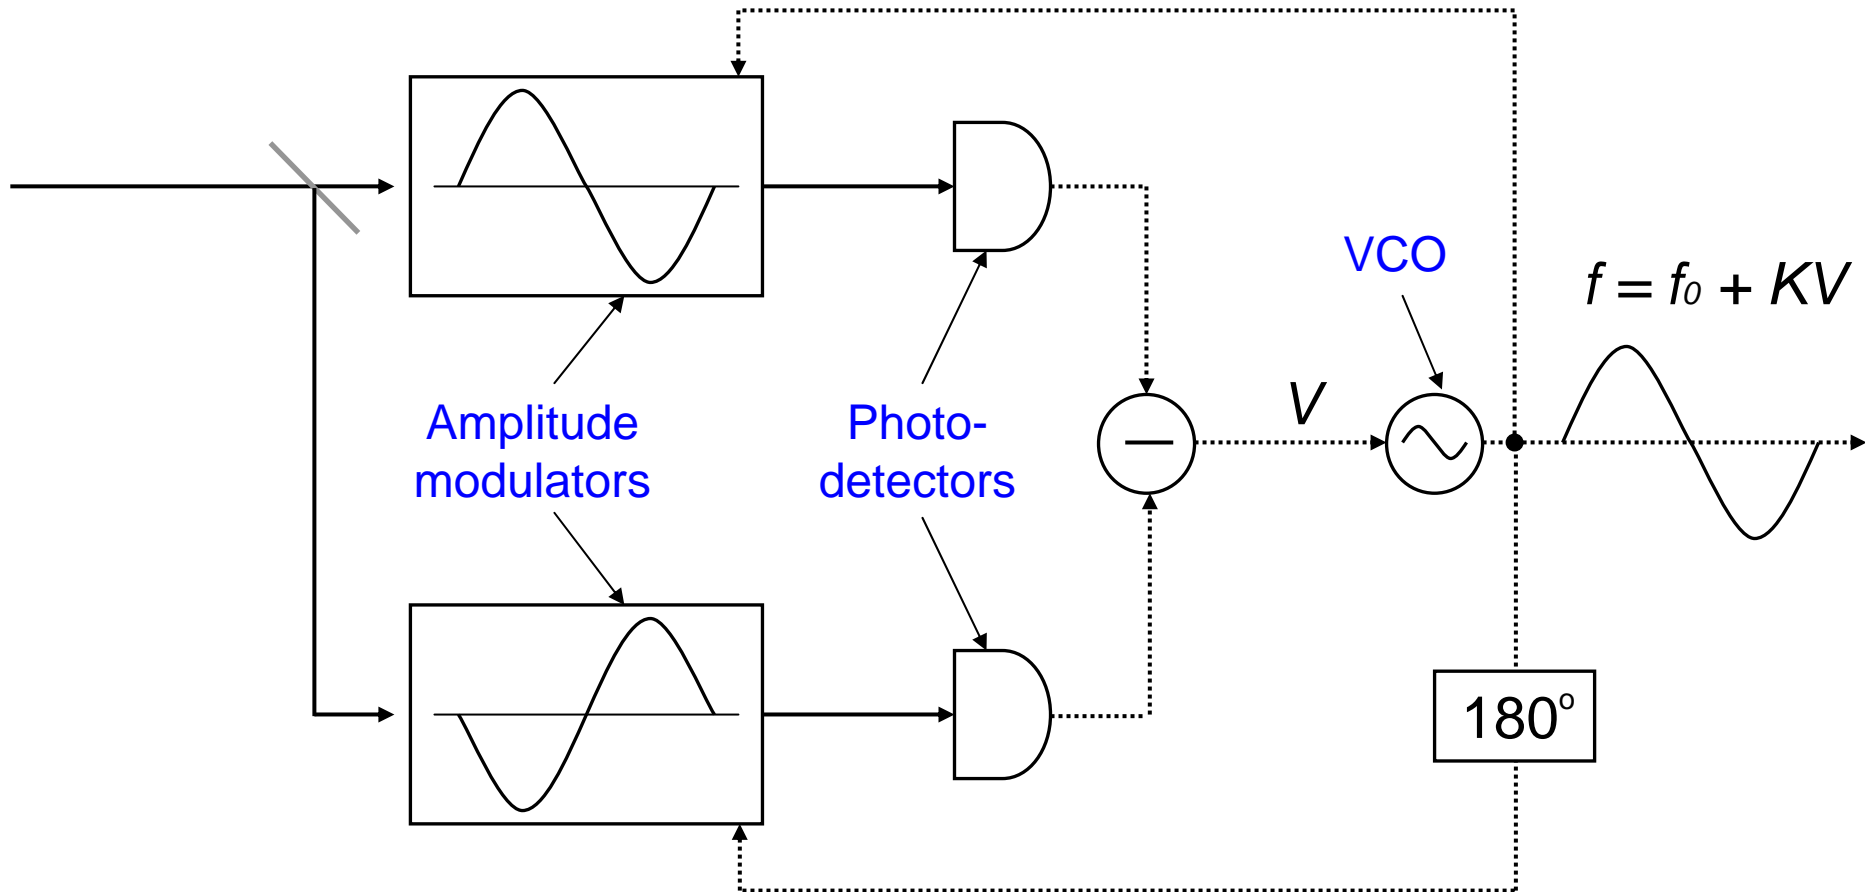 VCO
f = f₀ + KV
Amplitude
modulators
Photo-
detectors
V
180°